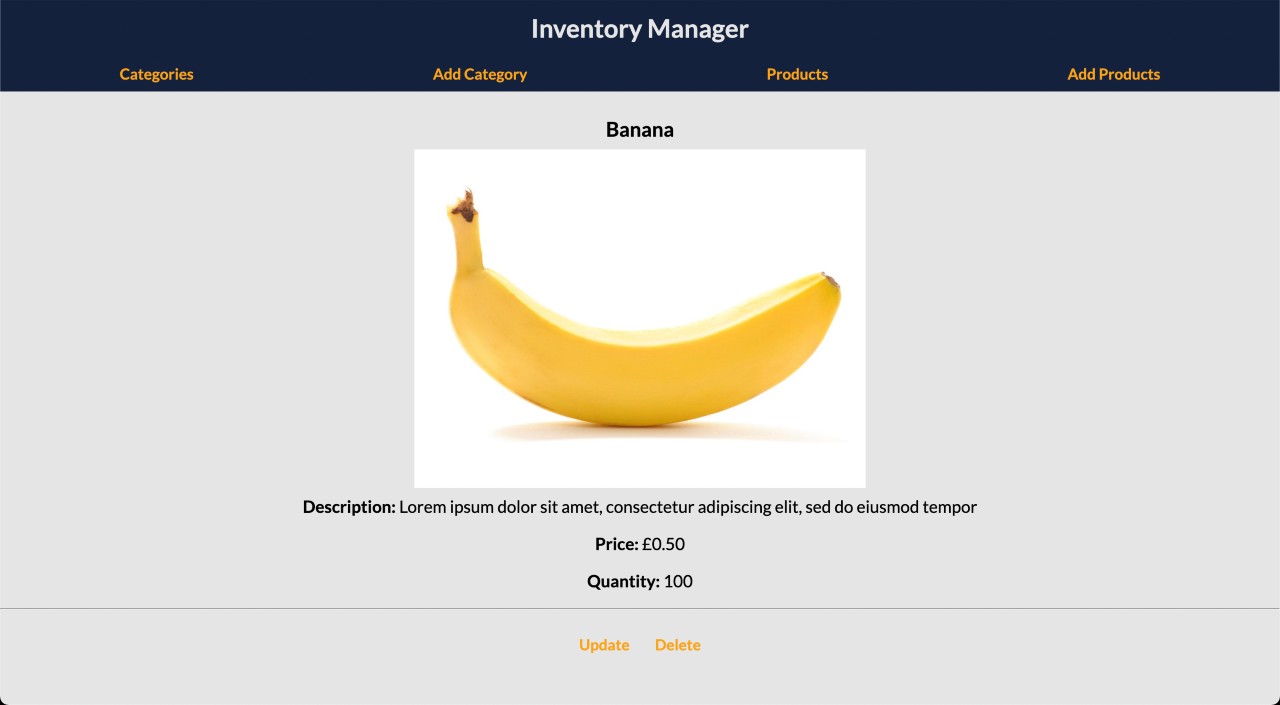 Inventory Manager
Categories Add Category Products Add Products
Banana
Description: Lorem ipsum dolor sit amet, consectetur adipiscing elit, sed do eiusmod tempor
Price: £0.50
Quantity: 100
Update Delete